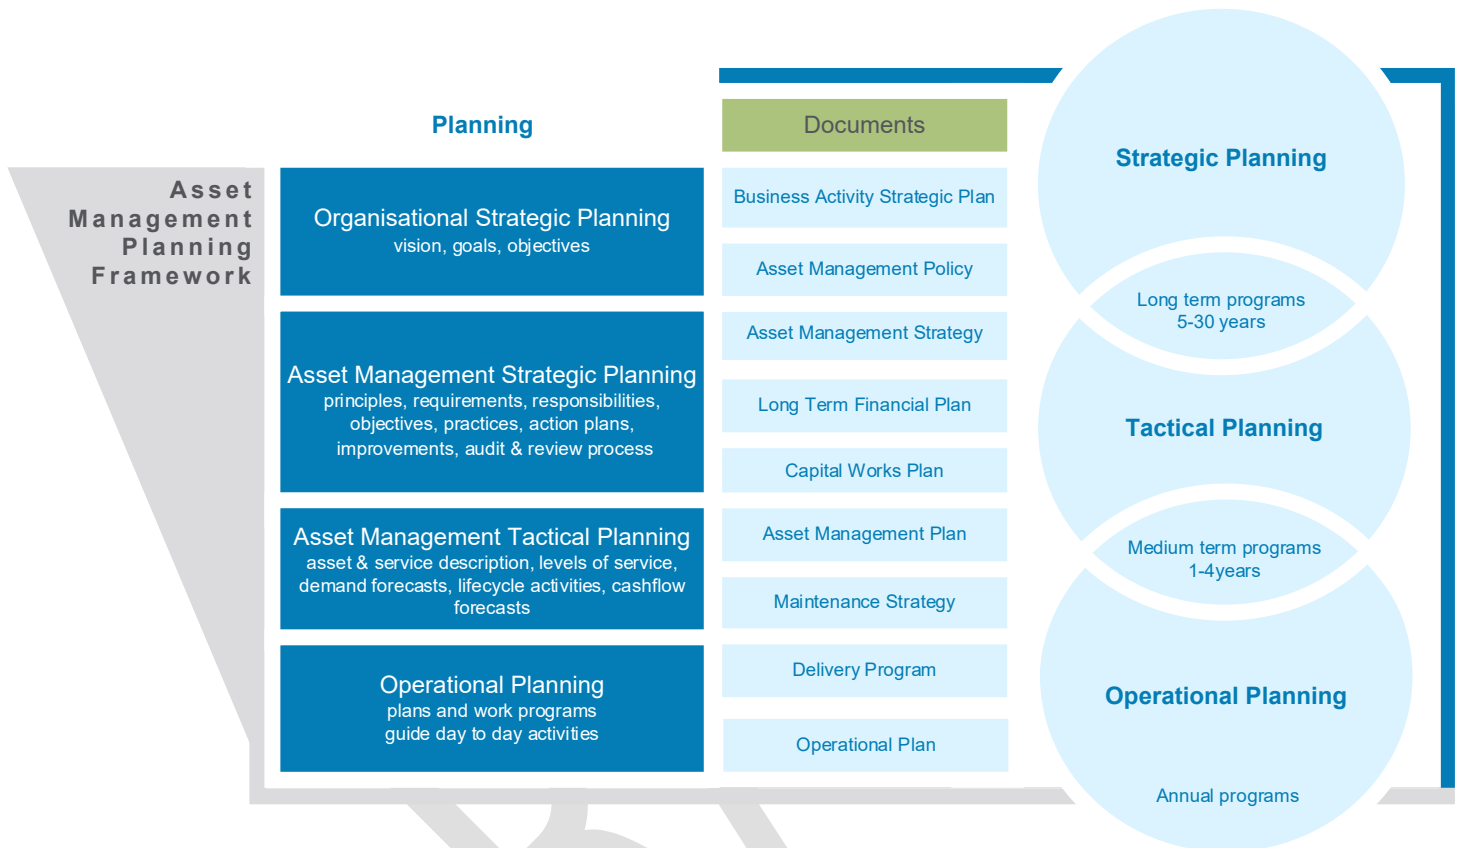 Asset
Management
Planning
Framework
Planning
Organisational Strategic Planning
vision, goals, objectives
Asset Management Strategic Planning
principles, requirements, responsibilities,
objectives, practices, action plans,
improvements, audit & review process
Asset Management Tactical Planning
asset & service description, levels of service,
demand forecasts, lifecycle activities, cashflow
forecasts
Operational Planning
plans and work programs
guide day to day activities
Documents
Business Activity Strategic Plan
Asset Management Policy
Asset Management Strategy
Long Term Financial Plan
Capital Works Plan
Asset Management Plan
Maintenance Strategy
Delivery Program
Operational Plan
Strategic Planning
Long term programs
5-30 years
Tactical Planning
Medium term programs
1-4years
Operational Planning
Annual programs